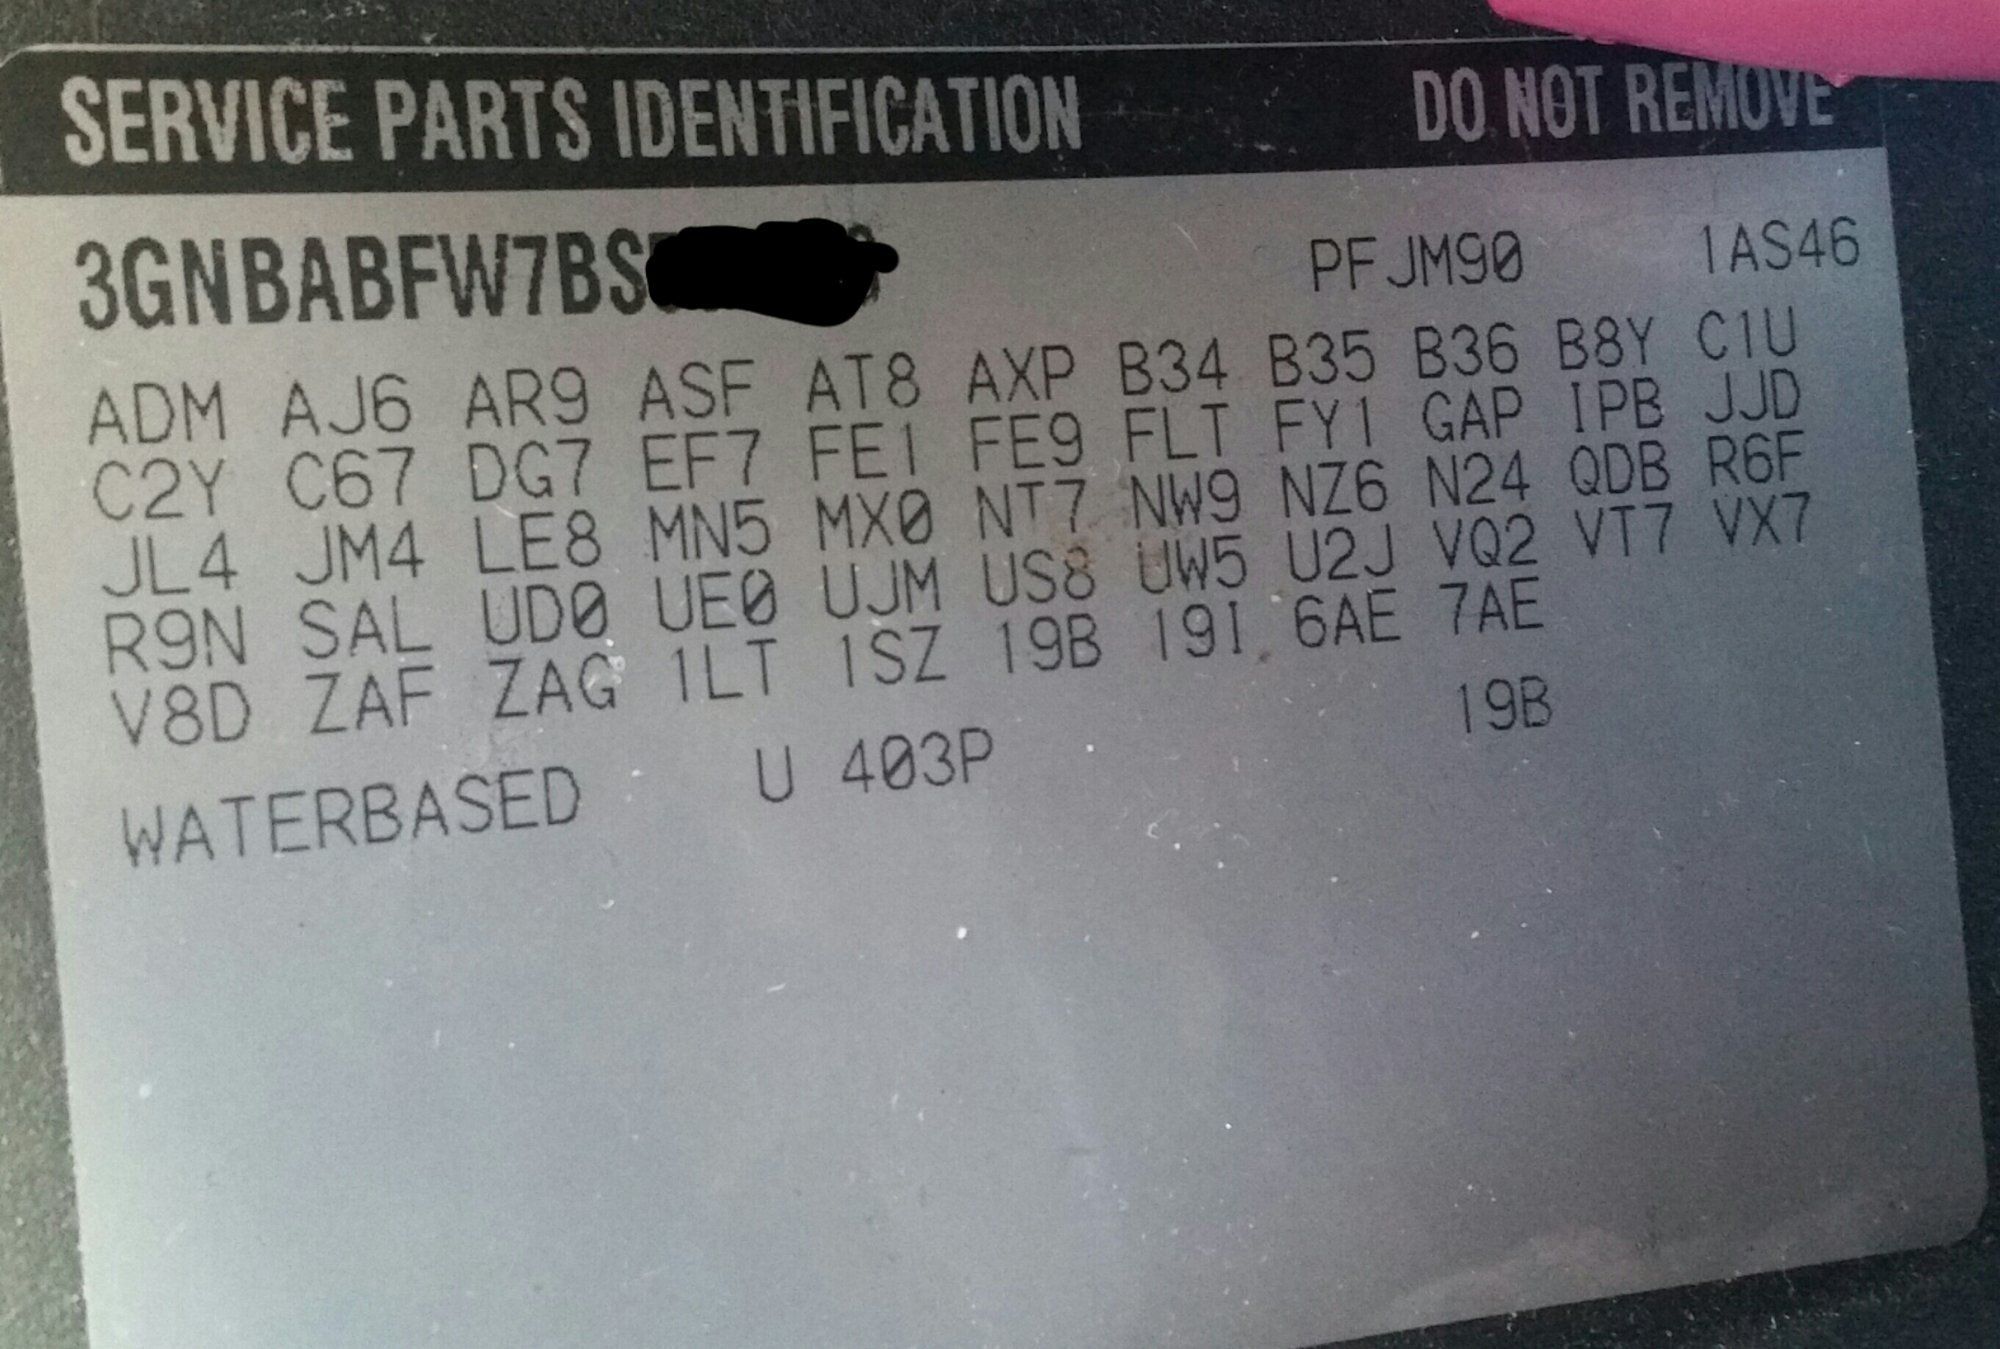 SERVICE PARTS IDENTIFICATION DO NOT REMOVE
3GNBABFW7BS PFJM90 1AS46
ADM AJ6 AR9 ASF AT8 AXP B34 B35 B36 B8Y C1U
C2Y C67 DG7 EF7 FE1 FE9 FLT FY1 GAP IPB JJD
JL4 JM4 LE8 MN5 MX0 NT7 NW9 NZ6 N24 QDB R6F
R9N SAL UD0 UE0 UJM US8 UW5 U2J VQ2 VT7 VX7
V8D ZAF ZAG 1LT 1SZ 19B 19I 6AE 7AE
WATERBASED U 403P 19B